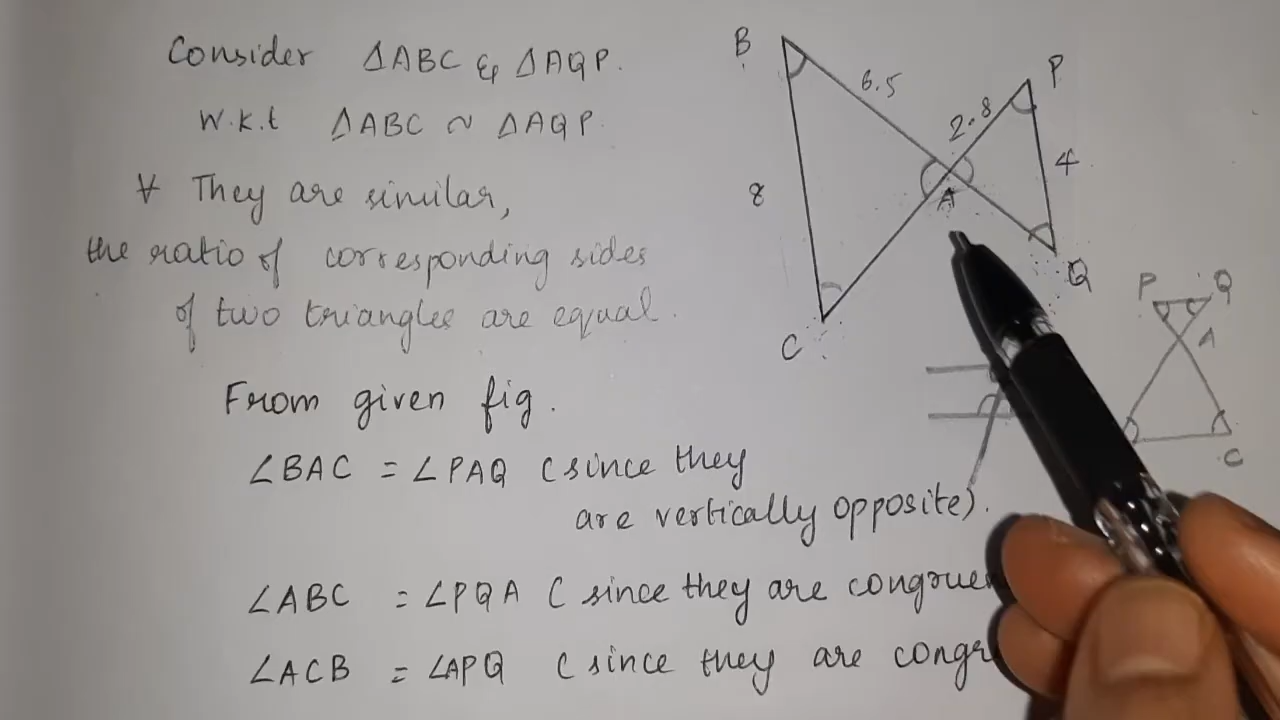 Consider ΔABC & ΔAQP.
W.k.t ΔABC ~ ΔAQP.
∀ They are similar,
the ratio of corresponding sides
of two triangles are equal.
From given fig.
∠BAC = ∠PAQ (since they
are vertically opposite).
∠ABC = ∠PQA (since they are
∠ACB = ∠APQ (since they are
B
6.5
P
2.8
4
8
A
Q
C
P Q
A
C